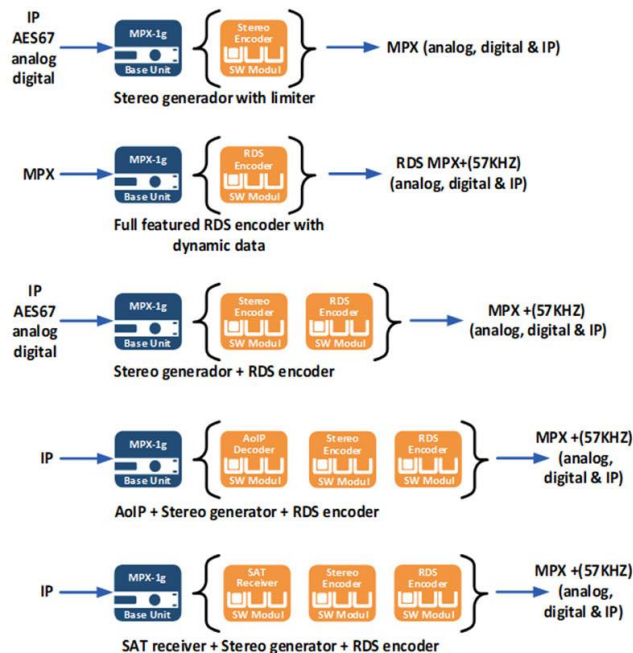 IP
AES67
analog
digital
MPX-1g
Base Unit
Stereo
Encoder
SW Modul
MPX (analog, digital & IP)
Stereo generador with limiter
MPX
MPX-1g
Base Unit
RDS
Encoder
SW Modul
RDS MPX+(57KHZ)
(analog, digital & IP)
Full featured RDS encoder with
dynamic data
IP
AES67
analog
digital
MPX-1g
Base Unit
Stereo
Encoder
SW Modul
RDS
Encoder
SW Modul
MPX +(57KHZ)
(analog, digital & IP)
Stereo generador + RDS encoder
IP
MPX-1g
Base Unit
AoIP
Decoder
SW Modul
Stereo
Encoder
SW Modul
RDS
Encoder
SW Modul
MPX +(57KHZ)
(analog,
digital & IP)
AoIP + Stereo generator + RDS encoder
IP
MPX-1g
Base Unit
SAT
Receiver
SW Modul
Stereo
Encoder
SW Modul
RDS
Encoder
SW Modul
MPX +(57KHZ)
(analog,
digital & IP)
SAT receiver + Stereo generator + RDS encoder